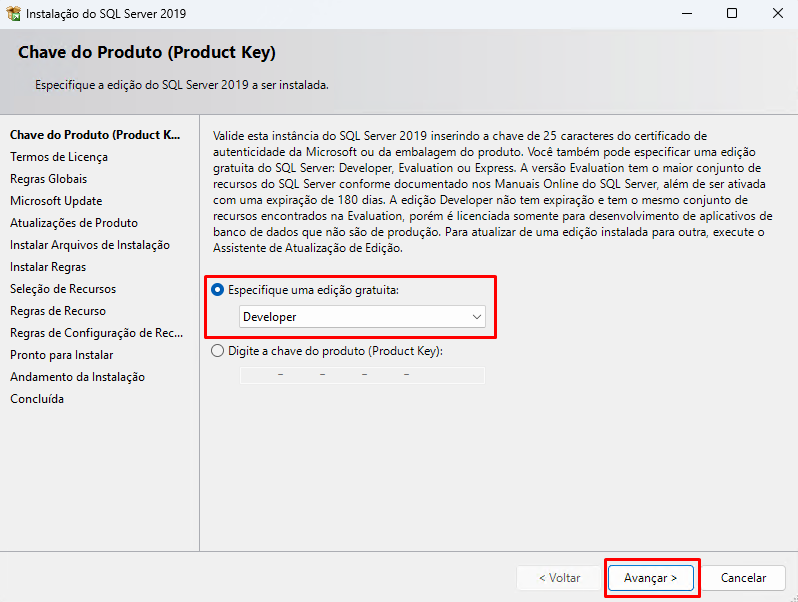 Instalação do SQL Server 2019
Chave do Produto (Product Key)
Especifique a edição do SQL Server 2019 a ser instalada.
Chave do Produto (Product K...
Termos de Licença
Regras Globais
Microsoft Update
Atualizações de Produto
Instalar Arquivos de Instalação
Instalar Regras
Seleção de Recursos
Regras de Recurso
Regras de Configuração de Rec...
Pronto para Instalar
Andamento da Instalação
Concluída
Valide esta instância do SQL Server 2019 inserindo a chave de 25 caracteres do certificado de
autenticidade da Microsoft ou da embalagem do produto. Você também pode especificar uma edição
gratuita do SQL Server: Developer, Evaluation ou Express. A versão Evaluation tem o maior conjunto de
recursos do SQL Server conforme documentado nos Manuais Online do SQL Server, além de ser ativada
com uma expiração de 180 dias. A edição Developer não tem expiração e tem o mesmo conjunto de
recursos encontrados na Evaluation, porém é licenciada somente para desenvolvimento de aplicativos de
banco de dados que não são de produção. Para atualizar de uma edição instalada para outra, execute o
Assistente de Atualização de Edição.
Especifique uma edição gratuita:
Developer
Digite a chave do produto (Product Key):
– – – –
< Voltar
Avançar >
Cancelar